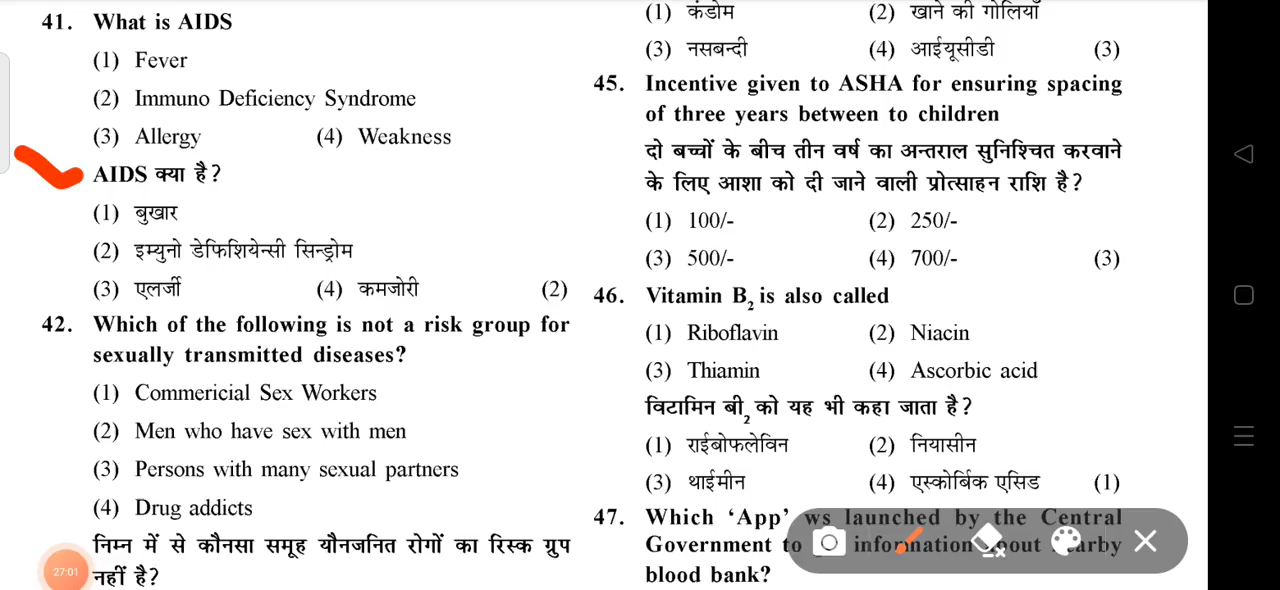 41. What is AIDS
(1) Fever
(2) Immuno Deficiency Syndrome
(3) Allergy (4) Weakness
AIDS क्या है?
(1) बुखार
(2) इम्युनो डेफिशियेन्सी सिन्ड्रोम
(3) एलर्जी (4) कमजोरी (2)
42. Which of the following is not a risk group for
sexually transmitted diseases?
(1) Commericial Sex Workers
(2) Men who have sex with men
(3) Persons with many sexual partners
(4) Drug addicts
निम्न में से कौनसा समूह यौनजनित रोगों का रिस्क ग्रुप
नहीं है?
27:01
(1) कंडोम (2) खाने की गोलियाँ
(3) नसबन्दी (4) आईयूसीडी (3)
45. Incentive given to ASHA for ensuring spacing
of three years between to children
दो बच्चों के बीच तीन वर्ष का अन्तराल सुनिश्चित करवाने
के लिए आशा को दी जाने वाली प्रोत्साहन राशि है?
(1) 100/- (2) 250/-
(3) 500/- (4) 700/- (3)
46. Vitamin B2 is also called
(1) Riboflavin (2) Niacin
(3) Thiamin (4) Ascorbic acid
विटामिन बी2 को यह भी कहा जाता है?
(1) राईबोफलेविन (2) नियासीन
(3) थाईमीन (4) एस्कोर्बिक एसिड (1)
47. Which ‘App’ ws launched by the Central
Government to information about
blood bank?